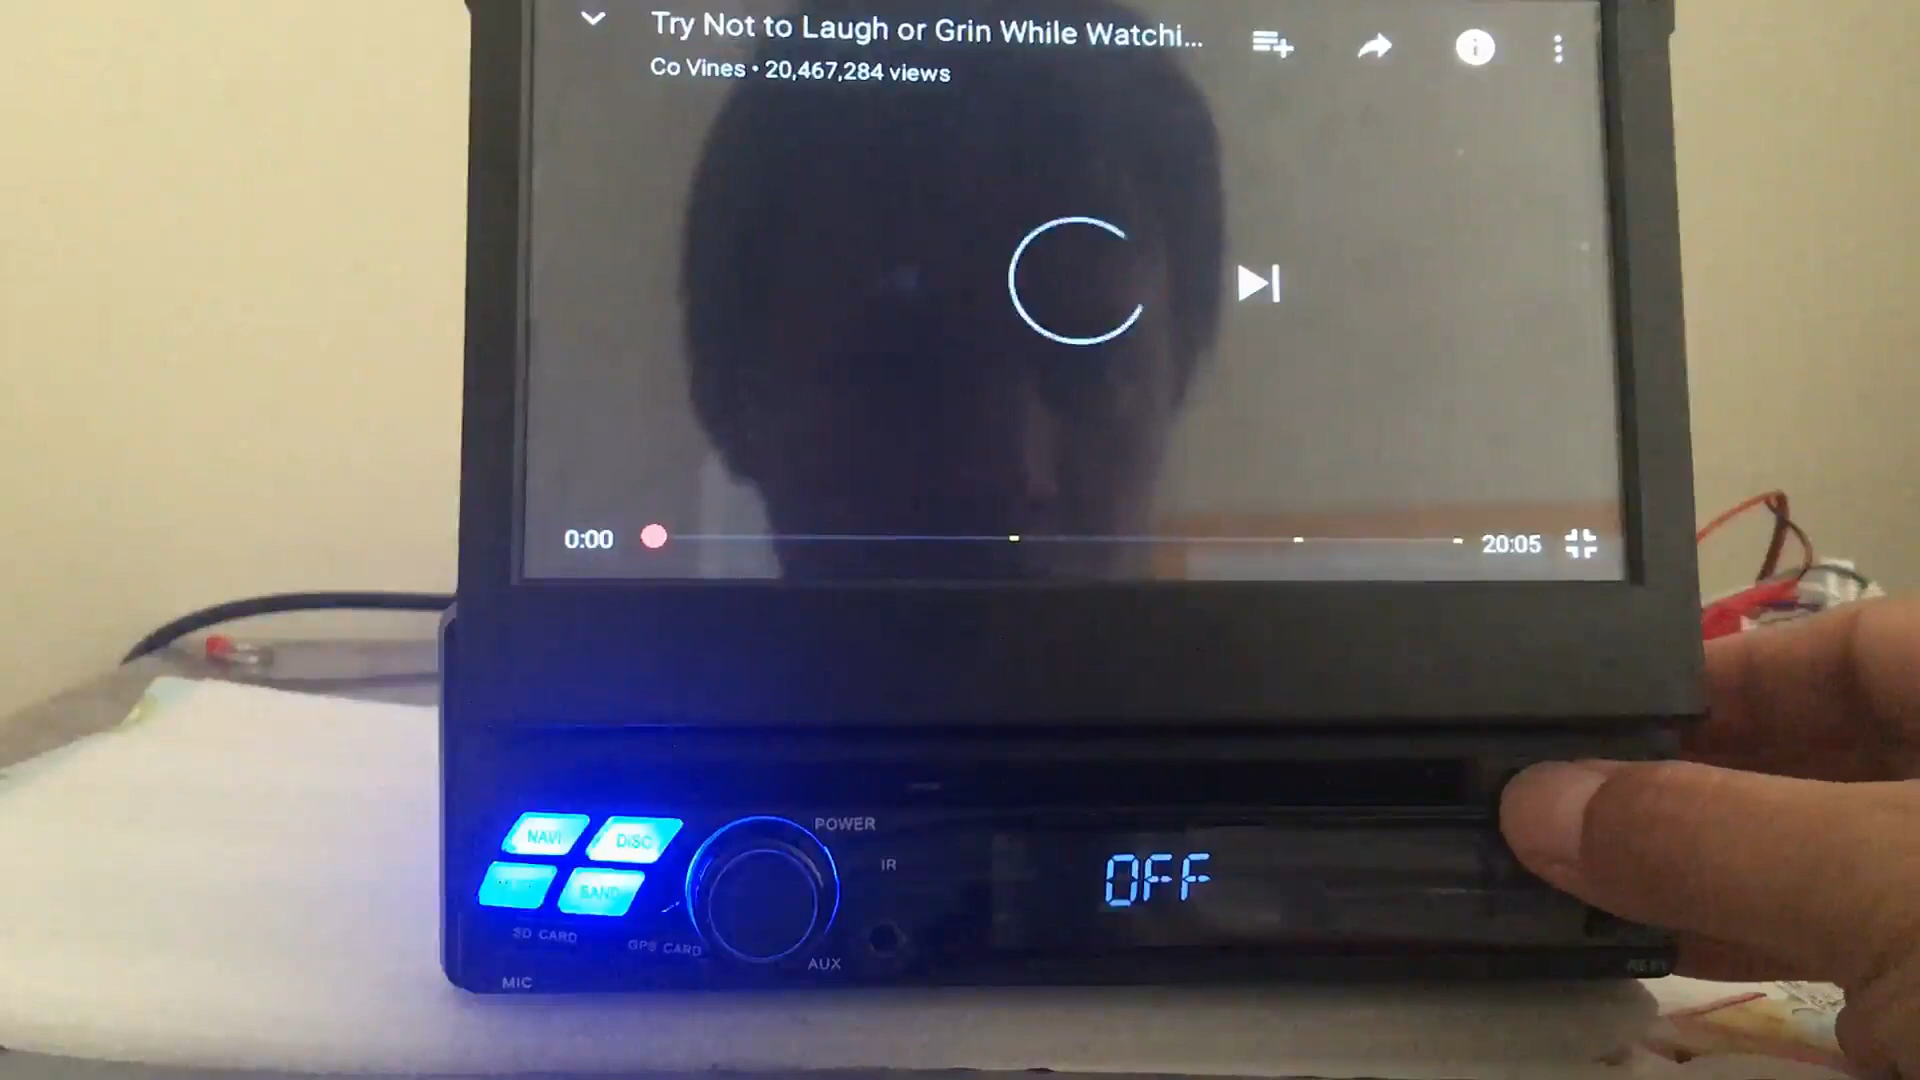 Try Not to Laugh or Grin While Watchi...
Co Vines • 20,467,284 views
0:00
20:05
NAVI
DISC
BAND
POWER
IR
OFF
SD CARD
GPS CARD
AUX
MIC